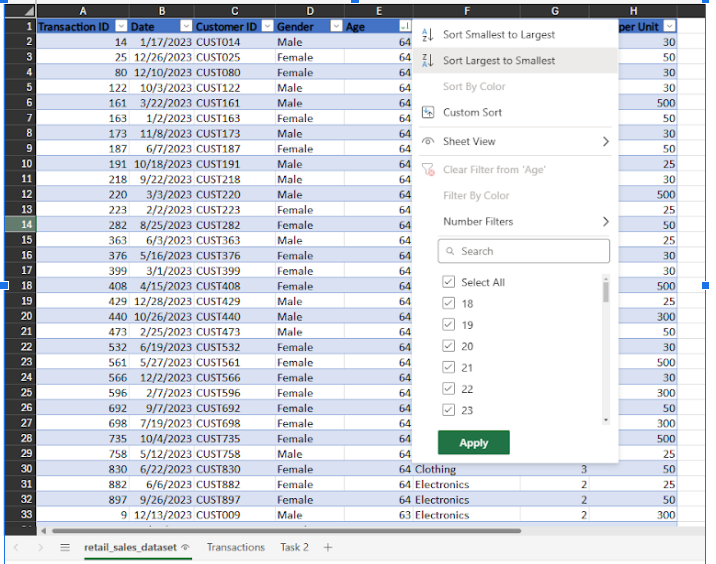 A B C D E F G H
1 Transaction ID Date Customer ID Gender Age per Unit
2 14 1/17/2023 CUST014 Male 64 30
3 25 12/26/2023 CUST025 Female 64 50
4 80 12/10/2023 CUST080 Female 64 30
5 122 10/3/2023 CUST122 Male 64 30
6 161 3/22/2023 CUST161 Male 64 500
7 163 1/2/2023 CUST163 Female 64 50
8 173 11/8/2023 CUST173 Male 64 30
9 187 6/7/2023 CUST187 Female 64 50
10 191 10/18/2023 CUST191 Male 64 25
11 218 9/22/2023 CUST218 Male 64 30
12 220 3/3/2023 CUST220 Male 64 500
13 223 2/2/2023 CUST223 Female 64 25
14 282 8/25/2023 CUST282 Female 64 50
15 363 6/3/2023 CUST363 Male 64 25
16 376 5/16/2023 CUST376 Female 64 30
17 399 3/1/2023 CUST399 Female 64 30
18 408 4/15/2023 CUST408 Female 64 500
19 429 12/28/2023 CUST429 Male 64 25
20 440 10/26/2023 CUST440 Male 64 300
21 473 2/25/2023 CUST473 Male 64 50
22 532 6/19/2023 CUST532 Female 64 30
23 561 5/27/2023 CUST561 Female 64 500
24 566 12/2/2023 CUST566 Female 64 30
25 596 2/7/2023 CUST596 Female 64 300
26 692 9/7/2023 CUST692 Female 64 50
27 698 7/19/2023 CUST698 Female 64 300
28 735 10/4/2023 CUST735 Female 64 500
29 758 5/12/2023 CUST758 Male 64 25
30 830 6/22/2023 CUST830 Female 64 Clothing 3 50
31 882 6/6/2023 CUST882 Female 64 Electronics 2 25
32 897 9/26/2023 CUST897 Female 64 Electronics 2 50
33 9 12/13/2023 CUST009 Male 63 Electronics 2 300
Sort Smallest to Largest
Sort Largest to Smallest
Sort By Color
Custom Sort
Sheet View
Clear Filter from 'Age'
Filter By Color
Number Filters
Search
Select All
18
19
20
21
22
23
Apply
retail_sales_dataset Transactions Task 2